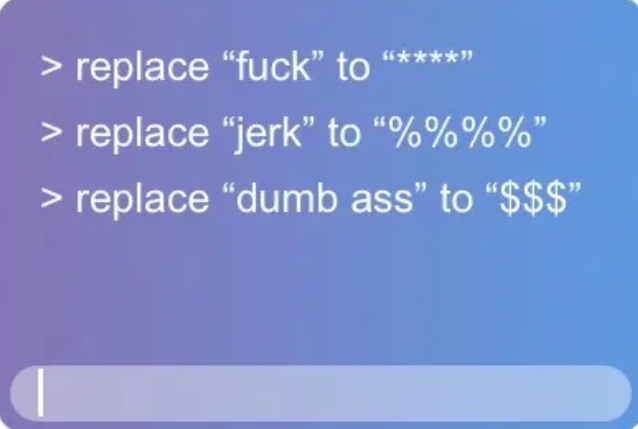 > replace “fuck” to “****”
> replace “jerk” to “%%%%”
> replace “dumb ass” to “$$$”